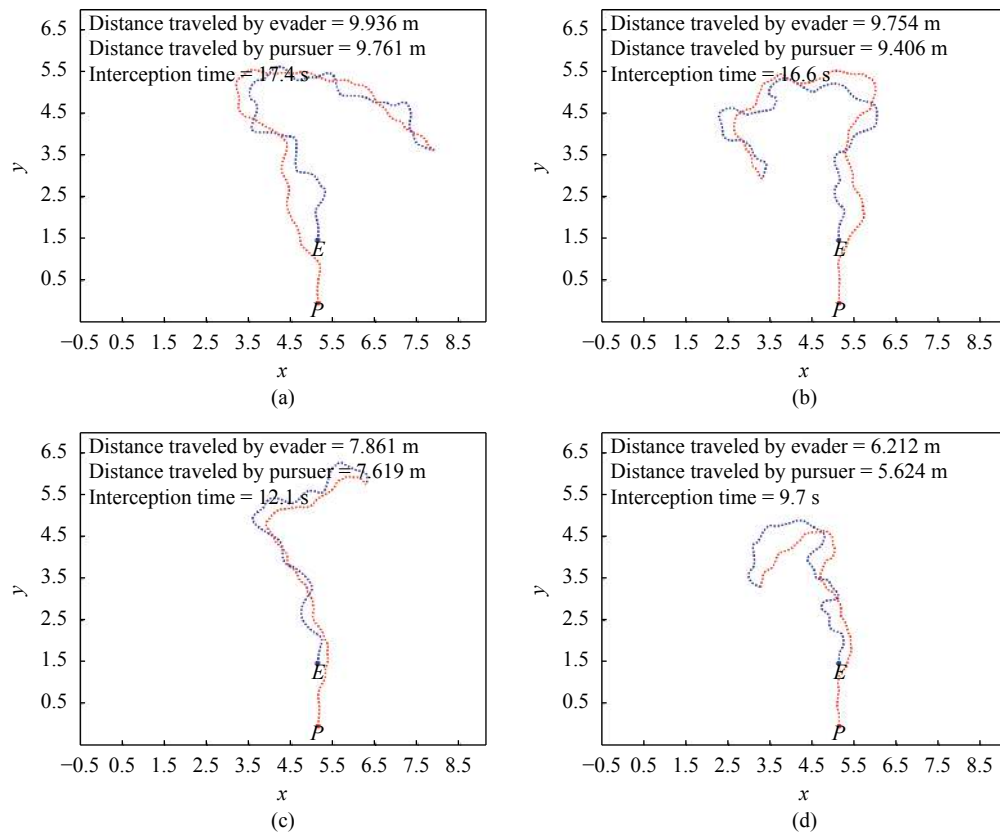 Distance traveled by evader = 9.936 m
Distance traveled by pursuer = 9.761 m
Interception time = 17.4 s
6.5
5.5
4.5
3.5
2.5
1.5
0.5
y
E
P
−0.5 0.5 1.5 2.5 3.5 4.5 5.5 6.5 7.5 8.5
x
(a)
Distance traveled by evader = 9.754 m
Distance traveled by pursuer = 9.406 m
Interception time = 16.6 s
6.5
5.5
4.5
3.5
2.5
1.5
0.5
y
E
P
−0.5 0.5 1.5 2.5 3.5 4.5 5.5 6.5 7.5 8.5
x
(b)
Distance traveled by evader = 7.861 m
Distance traveled by pursuer = 7.619 m
Interception time = 12.1 s
6.5
5.5
4.5
3.5
2.5
1.5
0.5
y
E
P
−0.5 0.5 1.5 2.5 3.5 4.5 5.5 6.5 7.5 8.5
x
(c)
Distance traveled by evader = 6.212 m
Distance traveled by pursuer = 5.624 m
Interception time = 9.7 s
6.5
5.5
4.5
3.5
2.5
1.5
0.5
y
E
P
−0.5 0.5 1.5 2.5 3.5 4.5 5.5 6.5 7.5 8.5
x
(d)